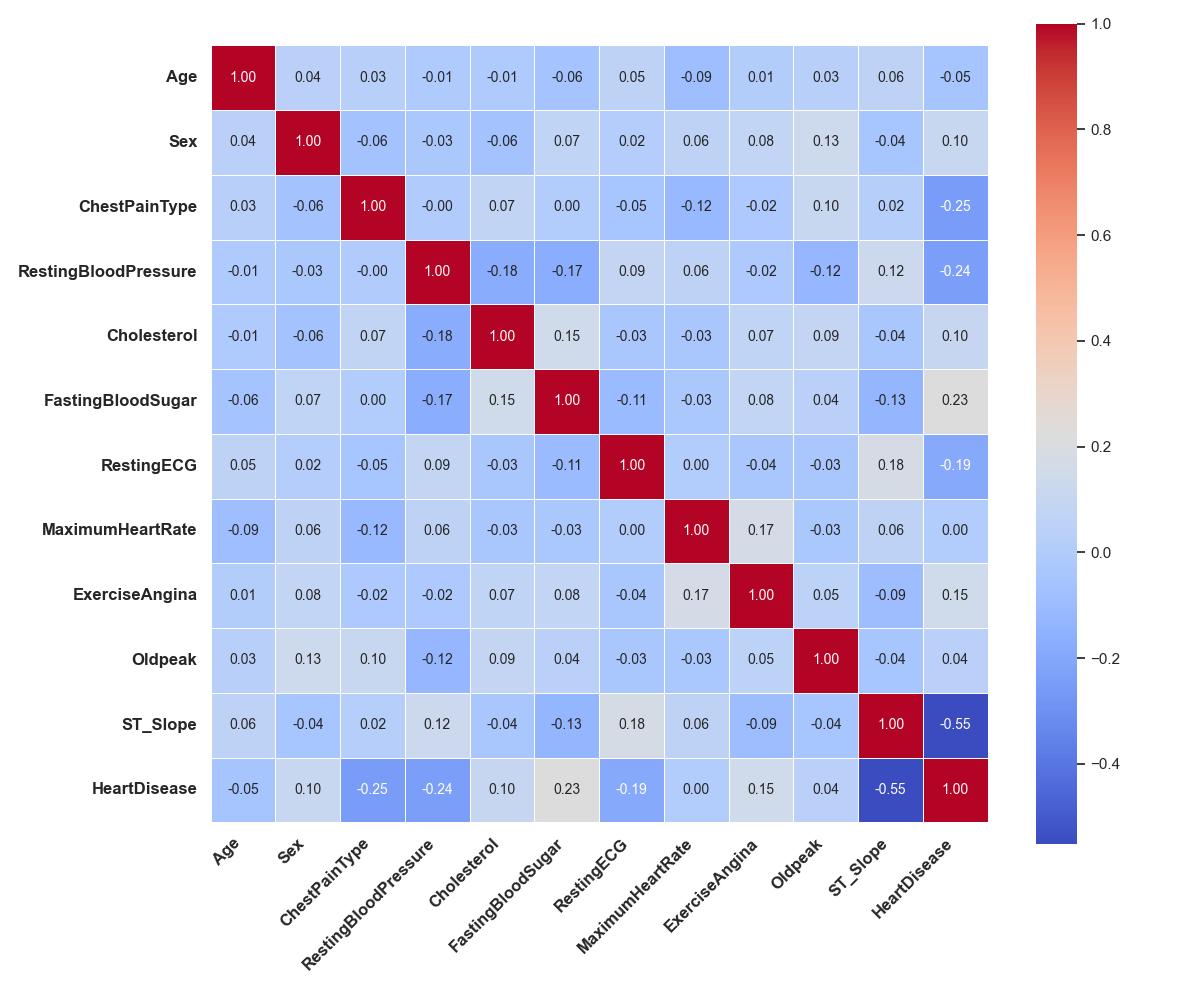 1.0
Age 1.00 0.04 0.03 -0.01 -0.01 -0.06 0.05 -0.09 0.01 0.03 0.06 -0.05
0.8
Sex 0.04 1.00 -0.06 -0.03 -0.06 0.07 0.02 0.06 0.08 0.13 -0.04 0.10
ChestPainType 0.03 -0.06 1.00 -0.00 0.07 0.00 -0.05 -0.12 -0.02 0.10 0.02 -0.25
0.6
RestingBloodPressure -0.01 -0.03 -0.00 1.00 -0.18 -0.17 0.09 0.06 -0.02 -0.12 0.12 -0.24
Cholesterol -0.01 -0.06 0.07 -0.18 1.00 0.15 -0.03 -0.03 0.07 0.09 -0.04 0.10
0.4
FastingBloodSugar -0.06 0.07 0.00 -0.17 0.15 1.00 -0.11 -0.03 0.08 0.04 -0.13 0.23
0.2
RestingECG 0.05 0.02 -0.05 0.09 -0.03 -0.11 1.00 0.00 -0.04 -0.03 0.18 -0.19
MaximumHeartRate -0.09 0.06 -0.12 0.06 -0.03 -0.03 0.00 1.00 0.17 -0.03 0.06 0.00
0.0
ExerciseAngina 0.01 0.08 -0.02 -0.02 0.07 0.08 -0.04 0.17 1.00 0.05 -0.09 0.15
Oldpeak 0.03 0.13 0.10 -0.12 0.09 0.04 -0.03 -0.03 0.05 1.00 -0.04 0.04
−0.2
ST_Slope 0.06 -0.04 0.02 0.12 -0.04 -0.13 0.18 0.06 -0.09 -0.04 1.00 -0.55
−0.4
HeartDisease -0.05 0.10 -0.25 -0.24 0.10 0.23 -0.19 0.00 0.15 0.04 -0.55 1.00
Age
Sex
ChestPainType
RestingBloodPressure
Cholesterol
FastingBloodSugar
RestingECG
MaximumHeartRate
ExerciseAngina
Oldpeak
ST_Slope
HeartDisease